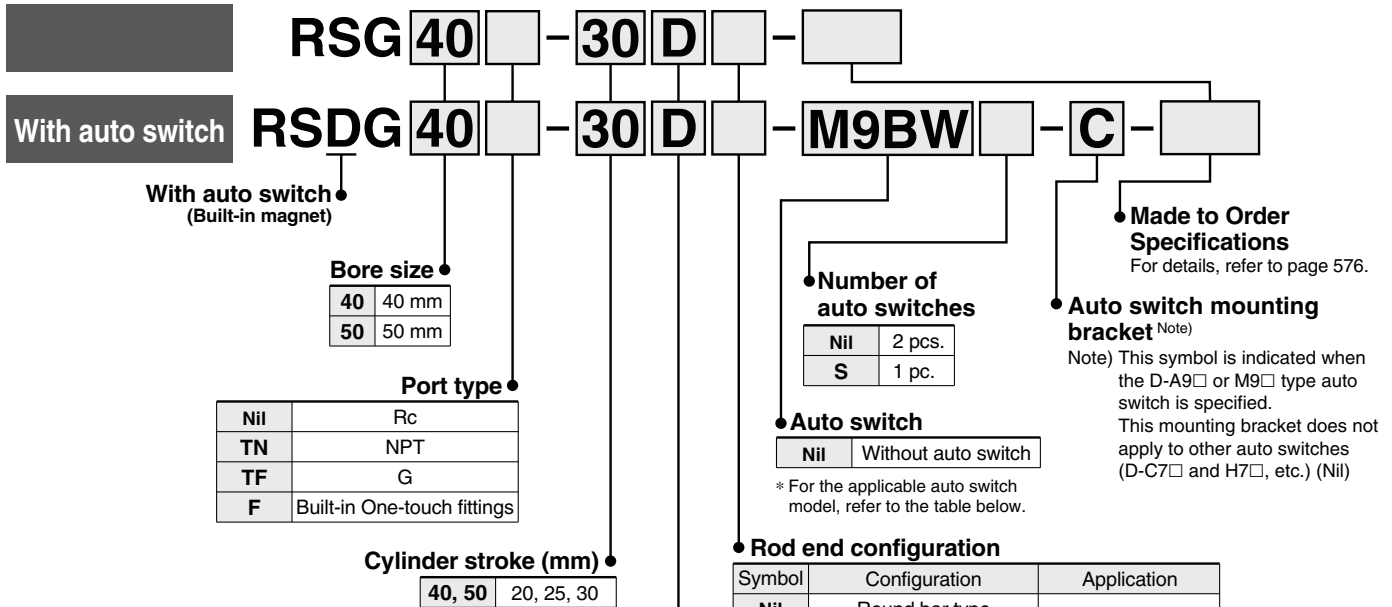 RSG 40 – 30 D –
With auto switch RSDG 40 – 30 D – M9BW – C –
With auto switch
(Built-in magnet)
Bore size
40 40 mm
50 50 mm
Port type
Nil Rc
TN NPT
TF G
F Built-in One-touch fittings
Cylinder stroke (mm)
40, 50 20, 25, 30
Number of
auto switches
Nil 2 pcs.
S 1 pc.
Auto switch
Nil Without auto switch
* For the applicable auto switch
model, refer to the table below.
Rod end configuration
Symbol Configuration Application
Nil Round bar type
Made to Order
Specifications
For details, refer to page 576.
Auto switch mounting
bracket Note)
Note) This symbol is indicated when
the D-A9□ or M9□ type auto
switch is specified.
This mounting bracket does not
apply to other auto switches
(D-C7□ and H7□, etc.) (Nil)